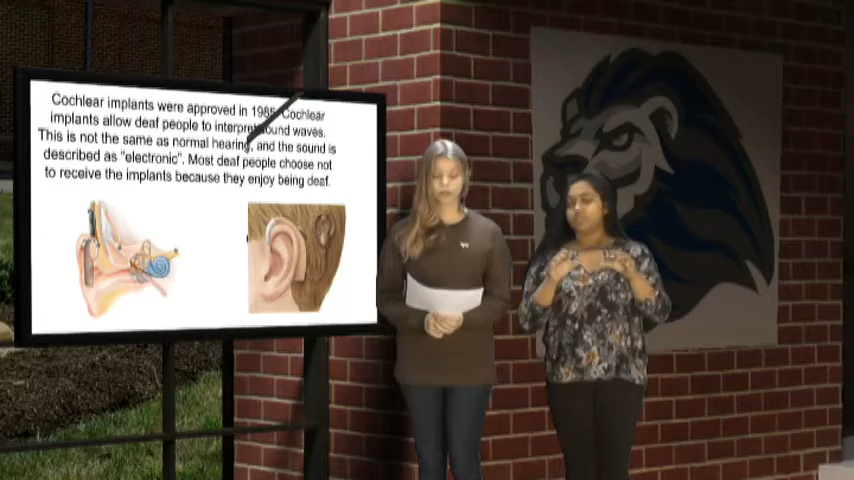 Cochlear implants were approved in 1985. Cochlear
implants allow deaf people to interpret sound waves.
This is not the same as normal hearing, and the sound is
described as "electronic". Most deaf people choose not
to receive the implants because they enjoy being deaf.